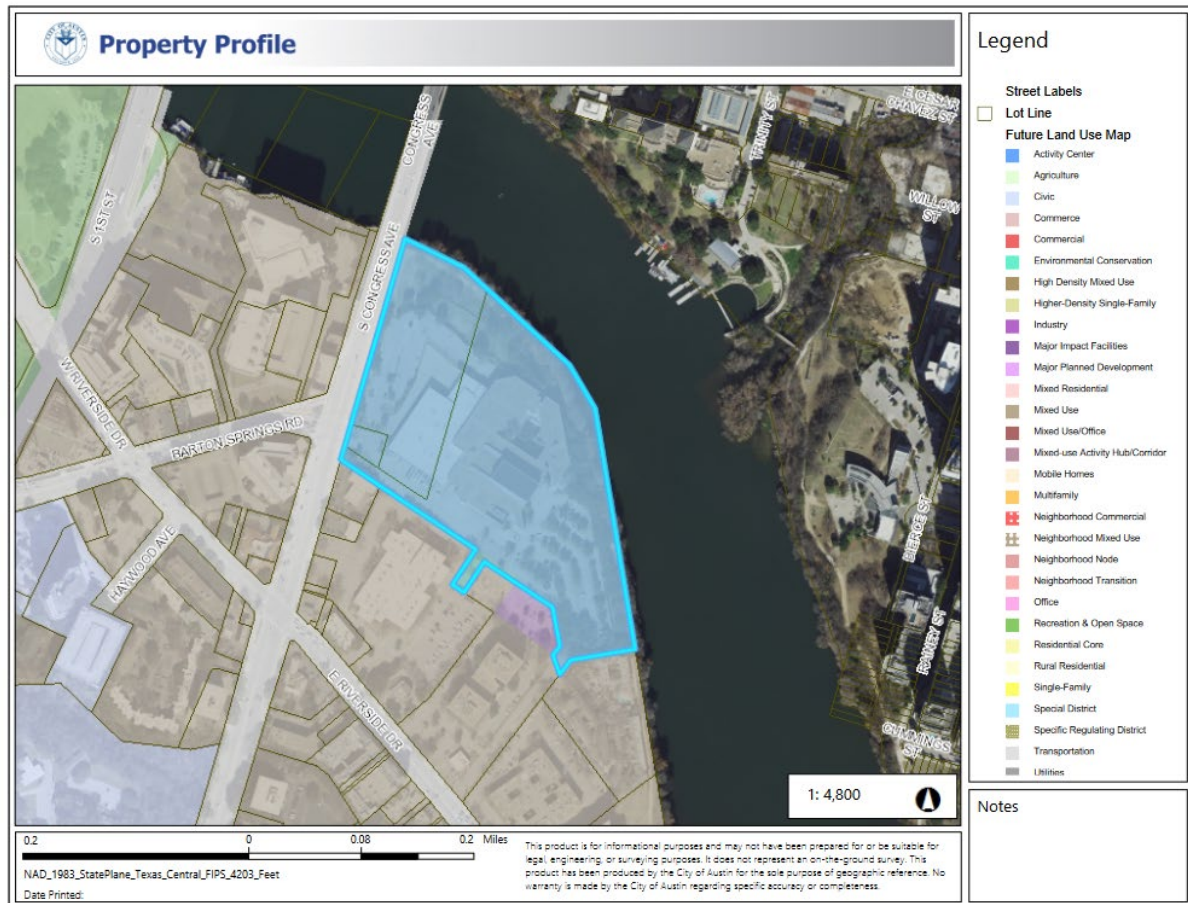 CITY OF AUSTIN
Property Profile
Legend
Street Labels
Lot Line
Future Land Use Map
Activity Center
Agriculture
Civic
Commerce
Commercial
Environmental Conservation
High Density Mixed Use
Higher-Density Single-Family
Industry
Major Impact Facilities
Major Planned Development
Mixed Residential
Mixed Use
Mixed Use/Office
Mixed-use Activity Hub/Corridor
Mobile Homes
Multifamily
Neighborhood Commercial
Neighborhood Mixed Use
Neighborhood Node
Neighborhood Transition
Office
Recreation & Open Space
Residential Core
Rural Residential
Single-Family
Special District
Specific Regulating District
Transportation
Utilities
CONGRESS
AVE
E CESAR
CHAVEZ ST
TRINITY ST
WILLOW
ST
S 1ST ST
S CONGRESS AVE
W RIVERSIDE DR
BARTON SPRINGS RD
HAYWOOD AVE
E RIVERSIDE DR
BIERCE ST
RAINEY ST
CUMMINGS
ST
1: 4,800
Notes
0.2 0 0.08 0.2 Miles
NAD_1983_StatePlane_Texas_Central_FIPS_4203_Feet
Date Printed:
This product is for informational purposes and may not have been prepared for or be suitable for
legal, engineering, or surveying purposes. It does not represent an on-the-ground survey. This
product has been produced by the City of Austin for the sole purpose of geographic reference. No
warranty is made by the City of Austin regarding specific accuracy or completeness.